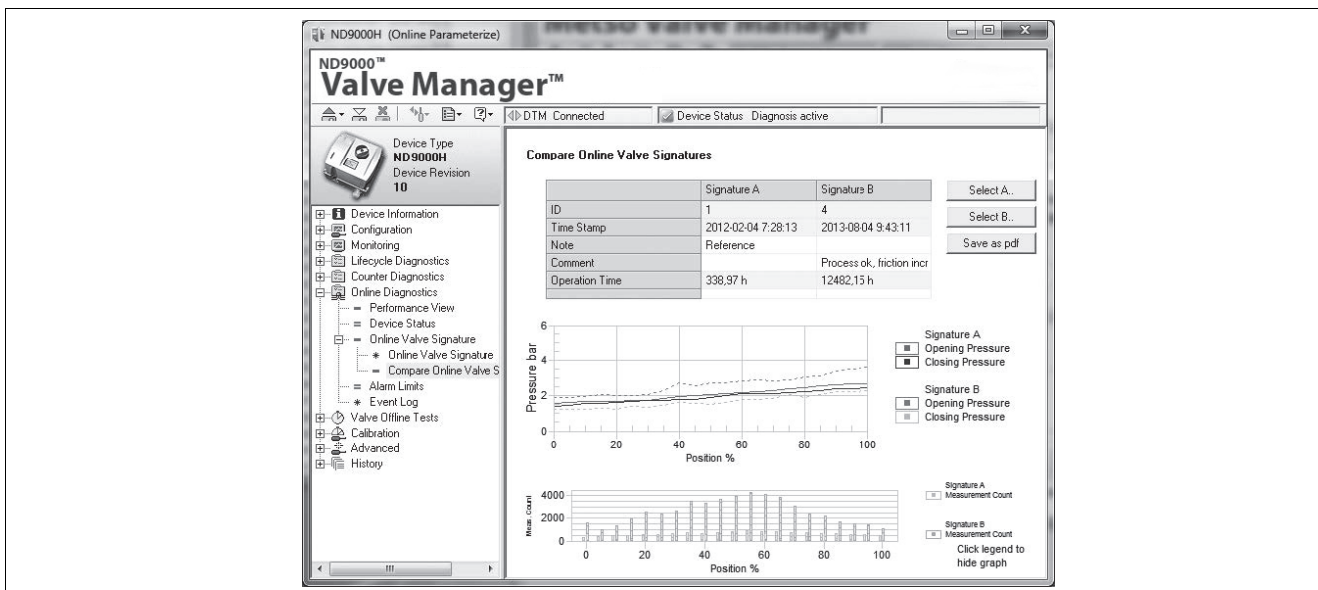 ND9000H (Online Parameterize)
Metso Valve Manager
ND9000™
Valve Manager™
DTM Connected
Device Status Diagnosis active
Device Type
ND9000H
Device Revision
10
Device Information
Configuration
Monitoring
Lifecycle Diagnostics
Counter Diagnostics
Online Diagnostics
Performance View
Device Status
Online Valve Signature
Online Valve Signature
Compare Online Valve S
Alarm Limits
Event Log
Valve Offline Tests
Calibration
Advanced
History
Compare Online Valve Signatures
Signature A Signature B
ID 1 4
Time Stamp 2012-02-04 7:28:13 2013-08-04 9:43:11
Note Reference
Comment Process ok, friction incr
Operation Time 338,97 h 12482,15 h
Select A..
Select B..
Save as pdf
6
4
2
0
Pressure bar
0 20 40 60 80 100
Position %
Signature A
Opening Pressure
Closing Pressure
Signature B
Opening Pressure
Closing Pressure
4000
2000
0
Meas. Count
0 20 40 60 80 100
Position %
Signature A
Measurement Count
Signature B
Measurement Count
Click legend to
hide graph